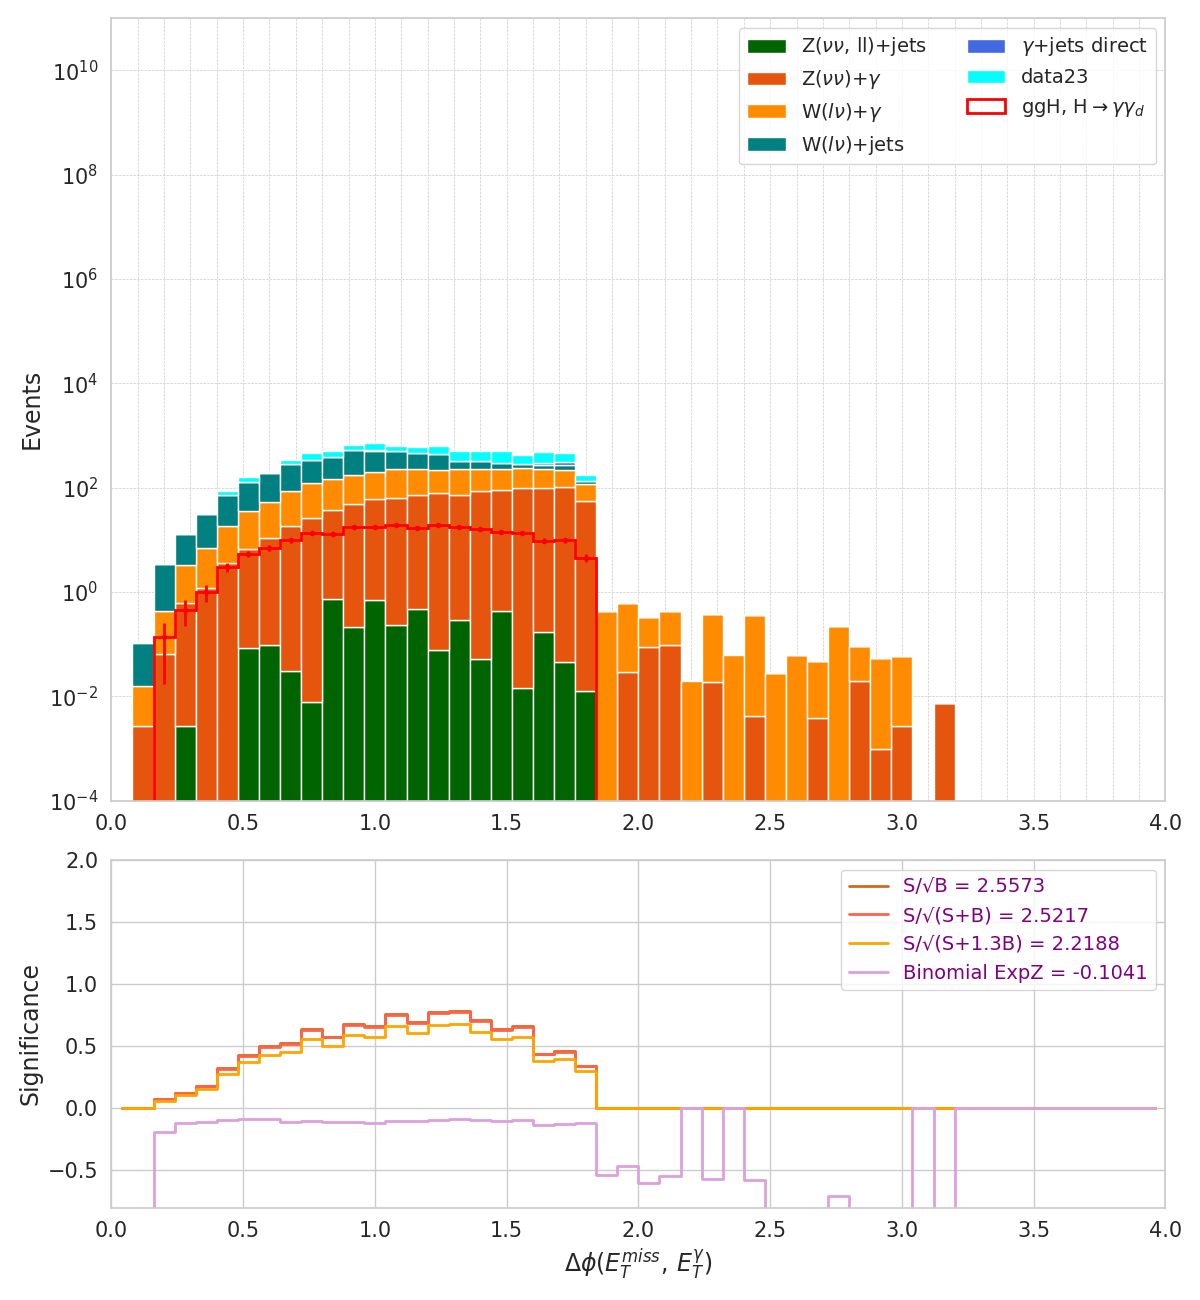 Z(νν, ll)+jets
Z(νν)+γ
W(lν)+γ
W(lν)+jets
γ+jets direct
data23
ggH, H→γγ_d
Events
10^10
10^8
10^6
10^4
10^2
10^0
10^−2
10^−4
0.0 0.5 1.0 1.5 2.0 2.5 3.0 3.5 4.0
S/√B = 2.5573
S/√(S+B) = 2.5217
S/√(S+1.3B) = 2.2188
Binomial ExpZ = -0.1041
Significance
2.0
1.5
1.0
0.5
0.0
−0.5
0.0 0.5 1.0 1.5 2.0 2.5 3.0 3.5 4.0
Δϕ(E_T^miss, E_T^γ)